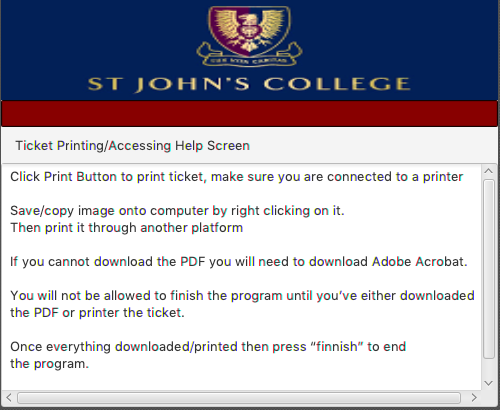 LUX VITA CARITAS
ST JOHN'S COLLEGE
Ticket Printing/Accessing Help Screen
Click Print Button to print ticket, make sure you are connected to a printer
Save/copy image onto computer by right clicking on it.
Then print it through another platform
If you cannot download the PDF you will need to download Adobe Acrobat.
You will not be allowed to finish the program until you’ve either downloaded
the PDF or printer the ticket.
Once everything downloaded/printed then press “finnish” to end
the program.